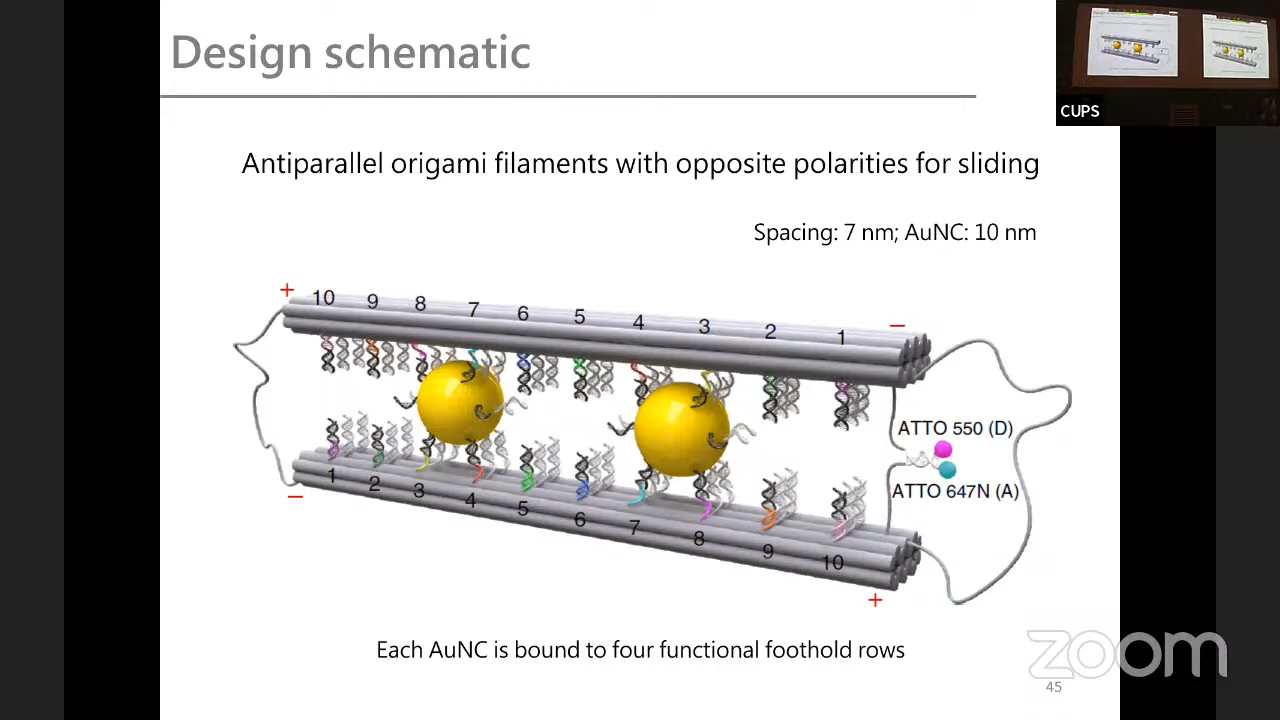 Design schematic
CUPS
Antiparallel origami filaments with opposite polarities for sliding
Spacing: 7 nm; AuNC: 10 nm
+ 10 9 8 7 6 5 4 3 2 1 −
ATTO 550 (D)
ATTO 647N (A)
− 1 2 3 4 5 6 7 8 9 10 +
Each AuNC is bound to four functional foothold rows
zoom
45